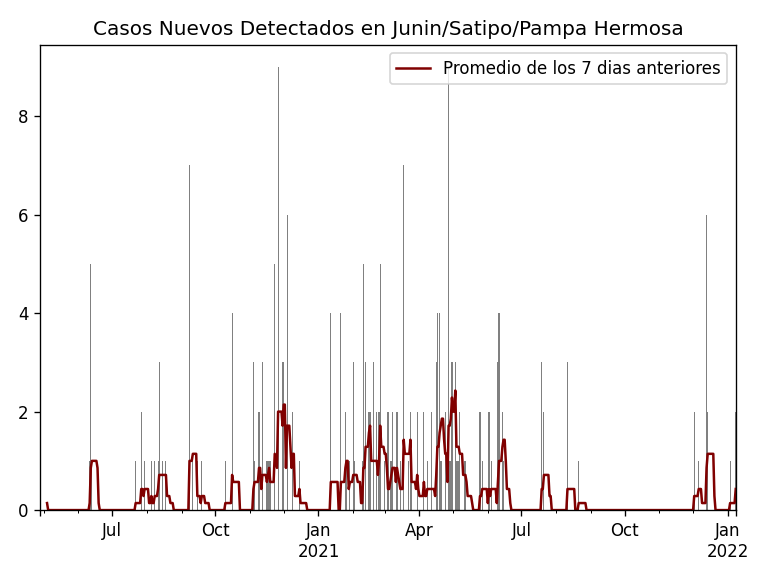 Casos Nuevos Detectados en Junin/Satipo/Pampa Hermosa
Promedio de los 7 dias anteriores
8
6
4
2
0
Jul
Oct
Jan
2021
Apr
Jul
Oct
Jan
2022